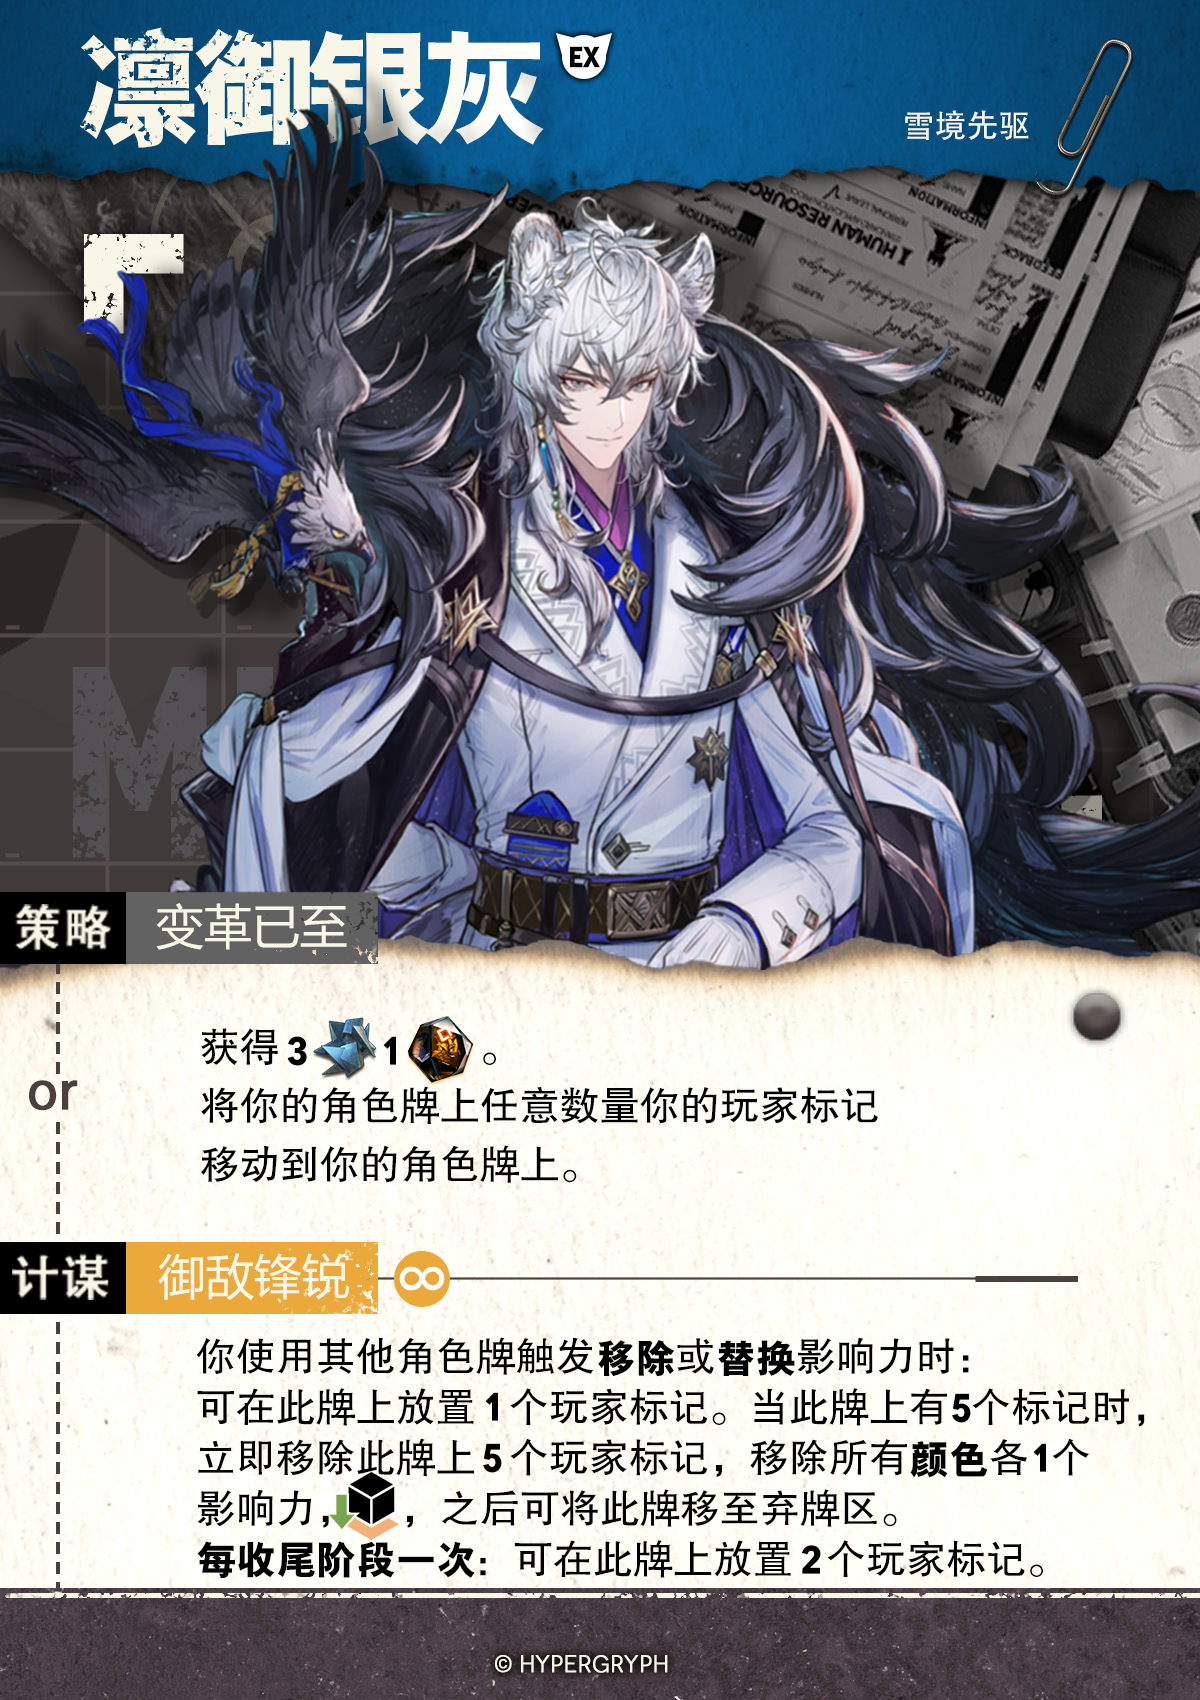 凛御银灰 EX
雪境先驱
HUMAN RESOURCES
INFORMATION
FEEDBACK
M
策略 变革已至
获得3 1 。
or
将你的角色牌上任意数量你的玩家标记
移动到你的角色牌上。
计谋 御敌锋锐 ∞
你使用其他角色牌触发移除或替换影响力时：
可在此牌上放置1个玩家标记。当此牌上有5个标记时，
立即移除此牌上5个玩家标记，移除所有颜色各1个
影响力， ，之后可将此牌移至弃牌区。
每收尾阶段一次：可在此牌上放置2个玩家标记。
© HYPERGRYPH